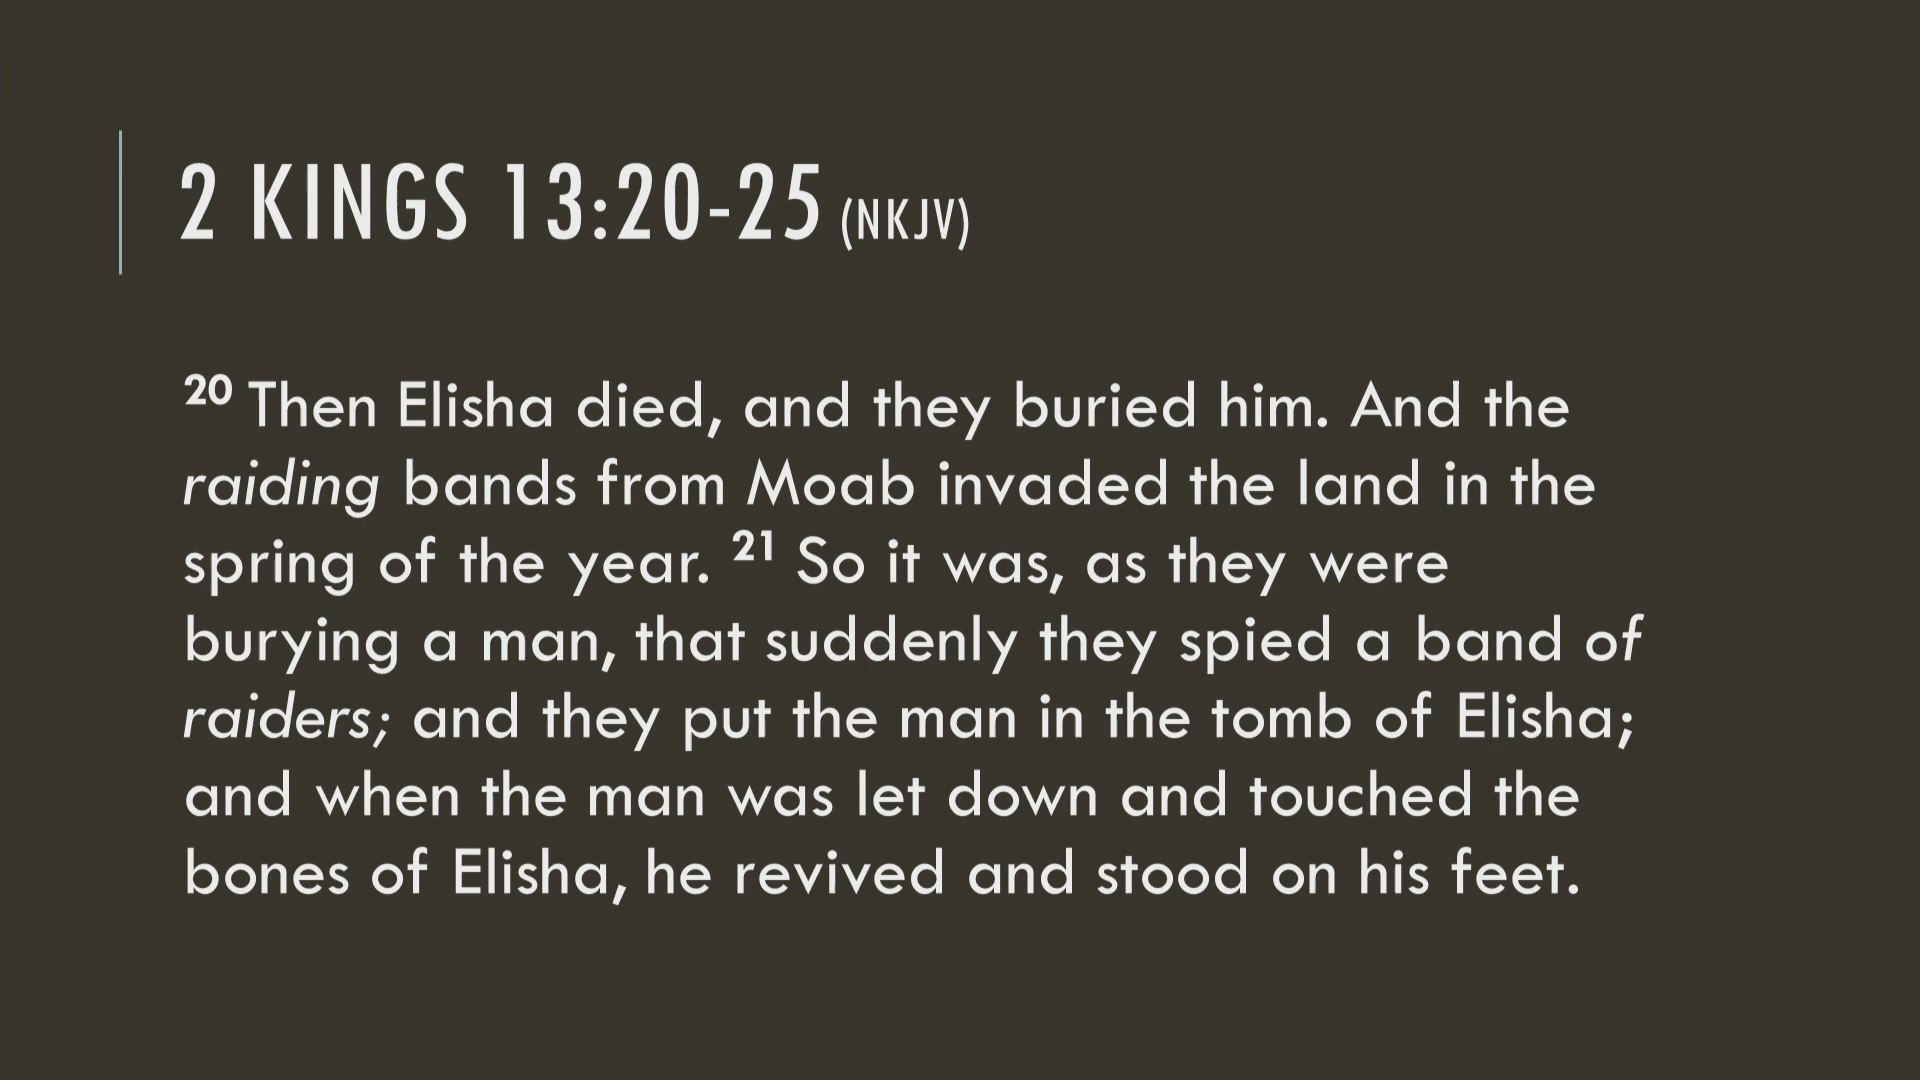 2 KINGS 13:20-25 (NKJV)
²⁰ Then Elisha died, and they buried him. And the
raiding bands from Moab invaded the land in the
spring of the year. ²¹ So it was, as they were
burying a man, that suddenly they spied a band of
raiders; and they put the man in the tomb of Elisha;
and when the man was let down and touched the
bones of Elisha, he revived and stood on his feet.